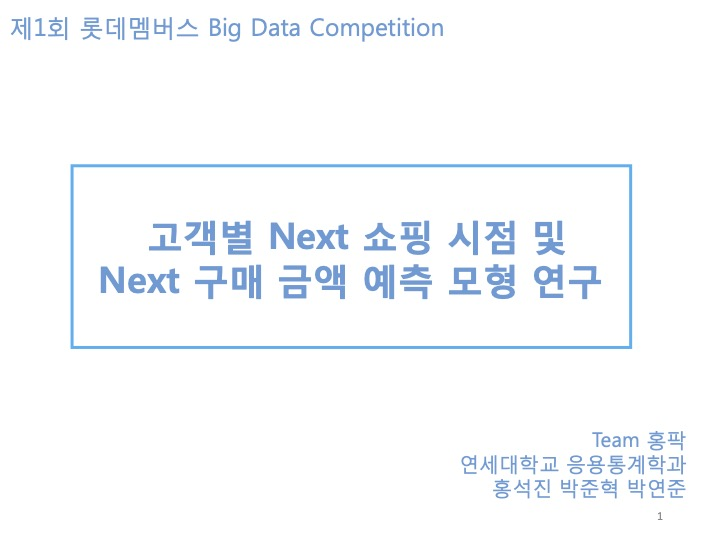 제1회 롯데멤버스 Big Data Competition
고객별 Next 쇼핑 시점 및
Next 구매 금액 예측 모형 연구
Team 홍팍
연세대학교 응용통계학과
홍석진 박준혁 박연준
1